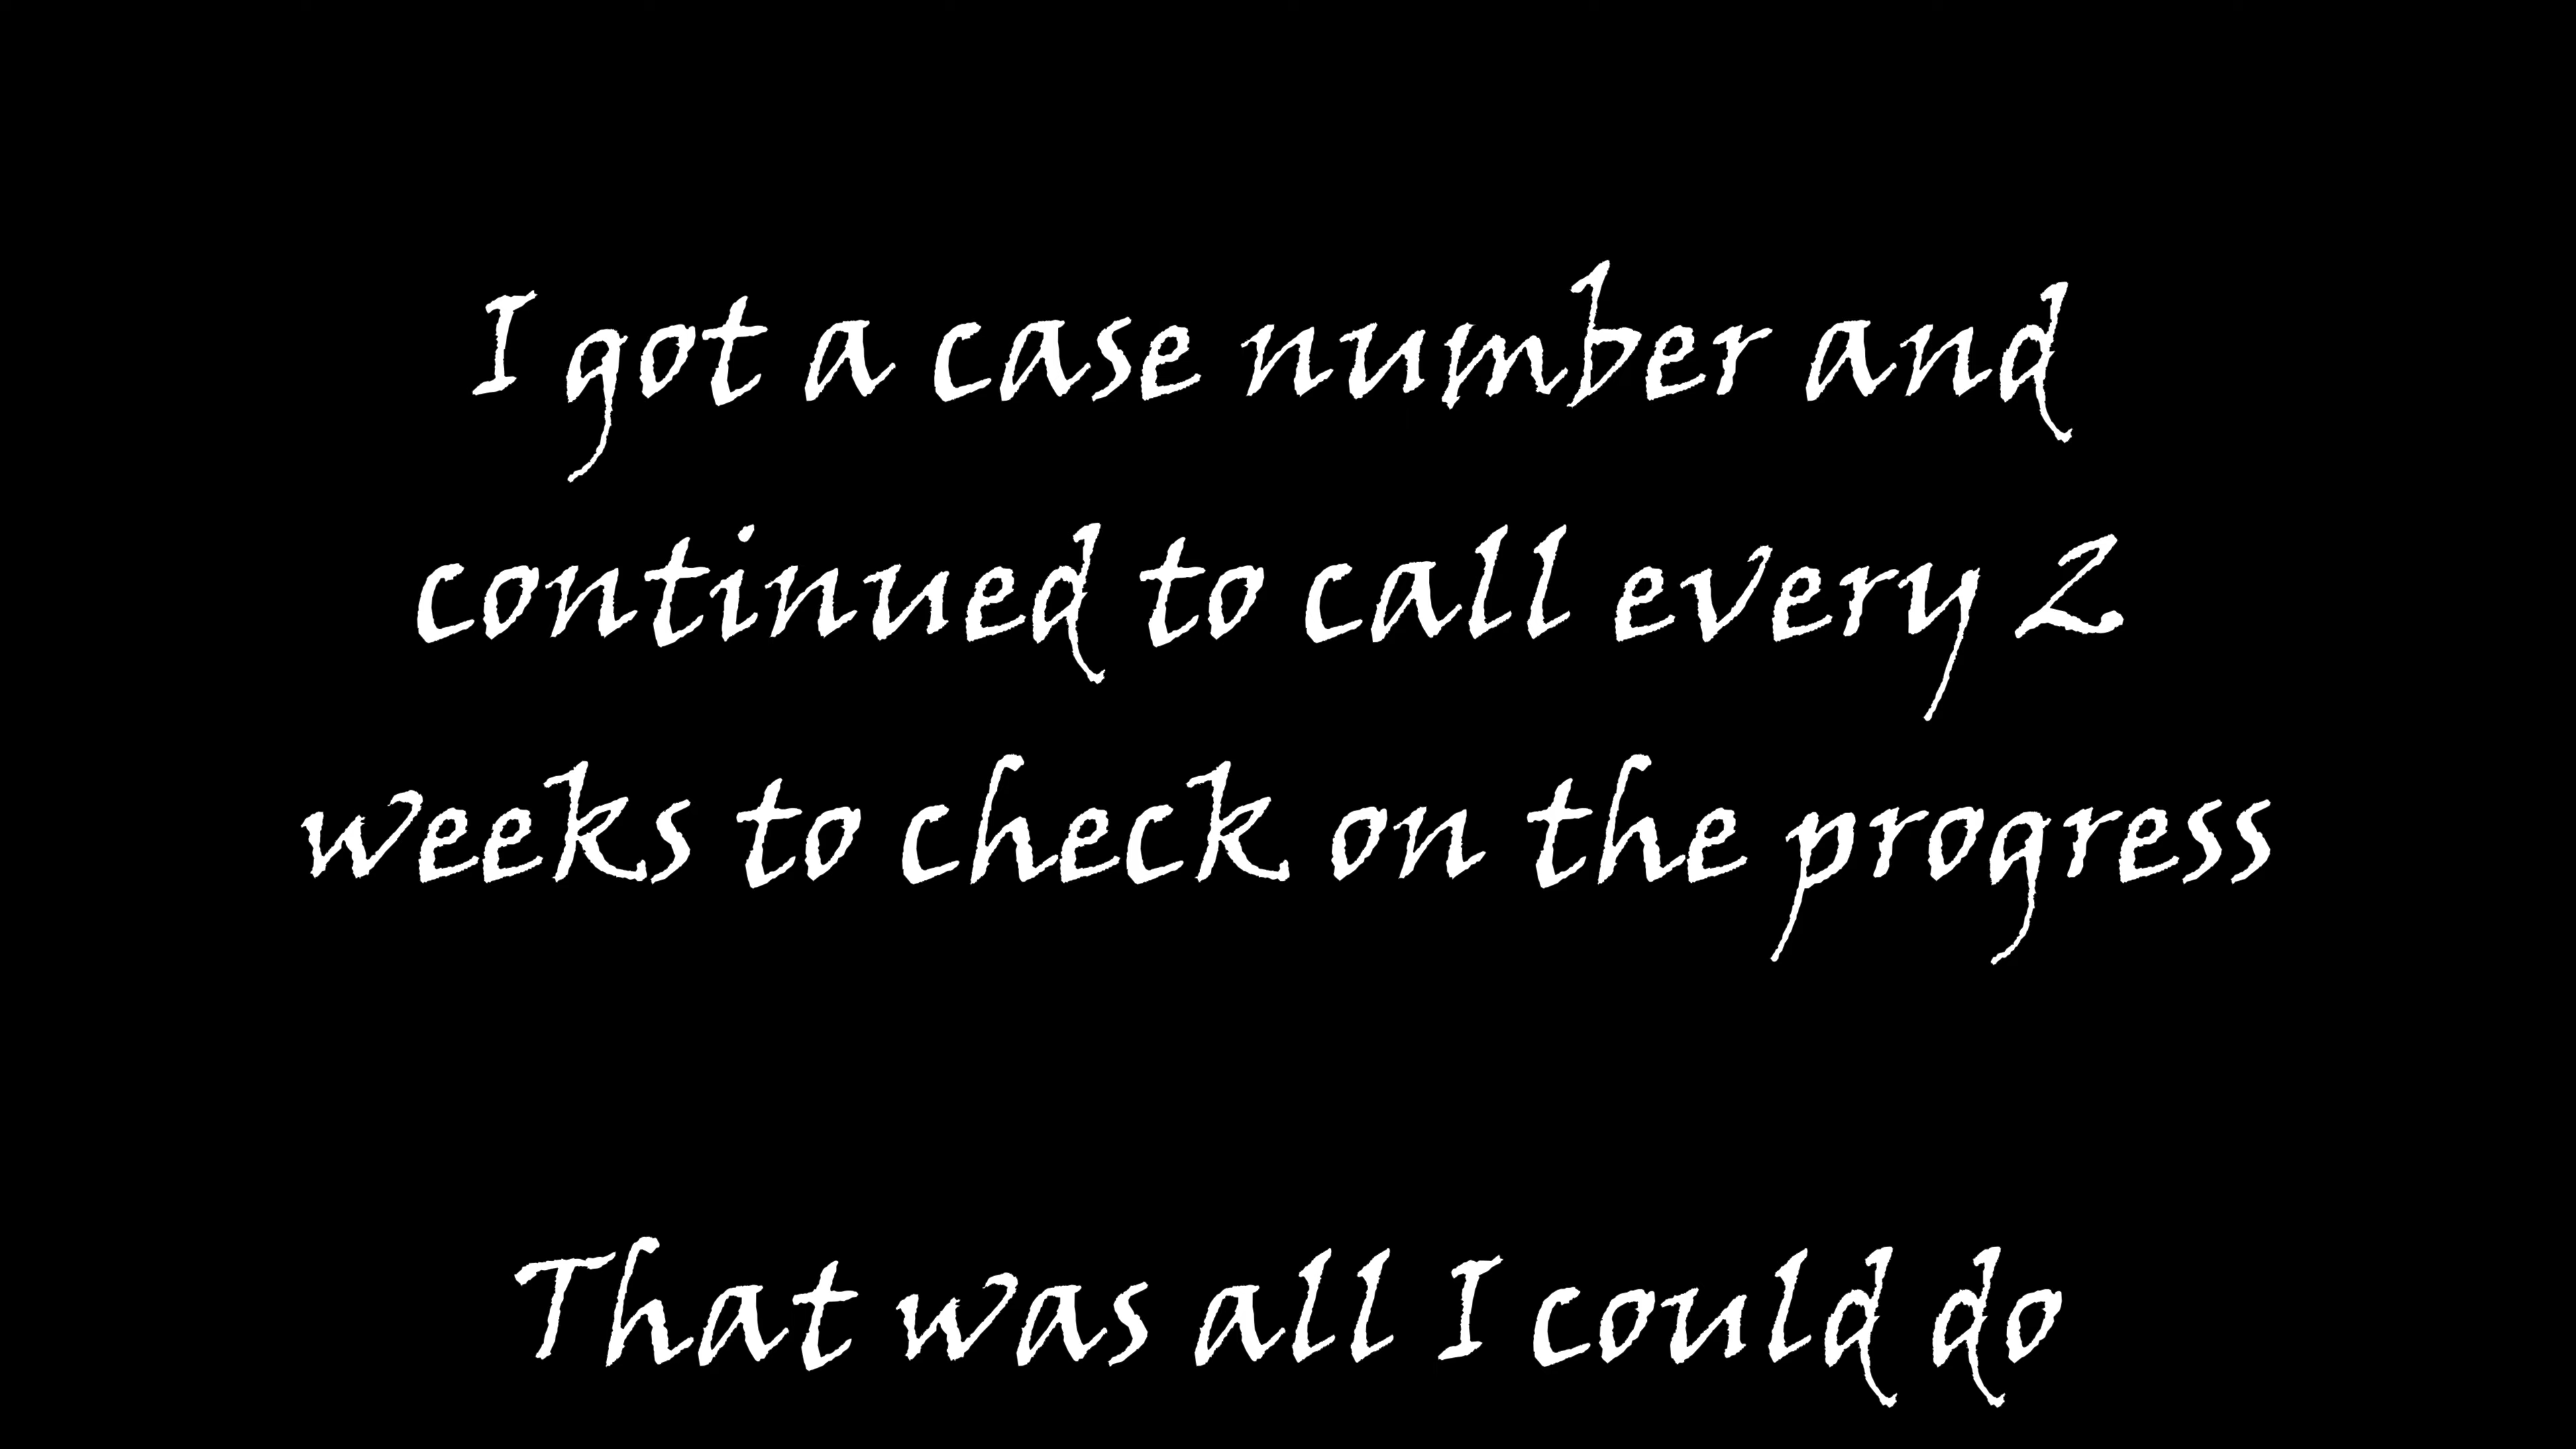 I got a case number and
continued to call every 2
weeks to check on the progress
That was all I could do